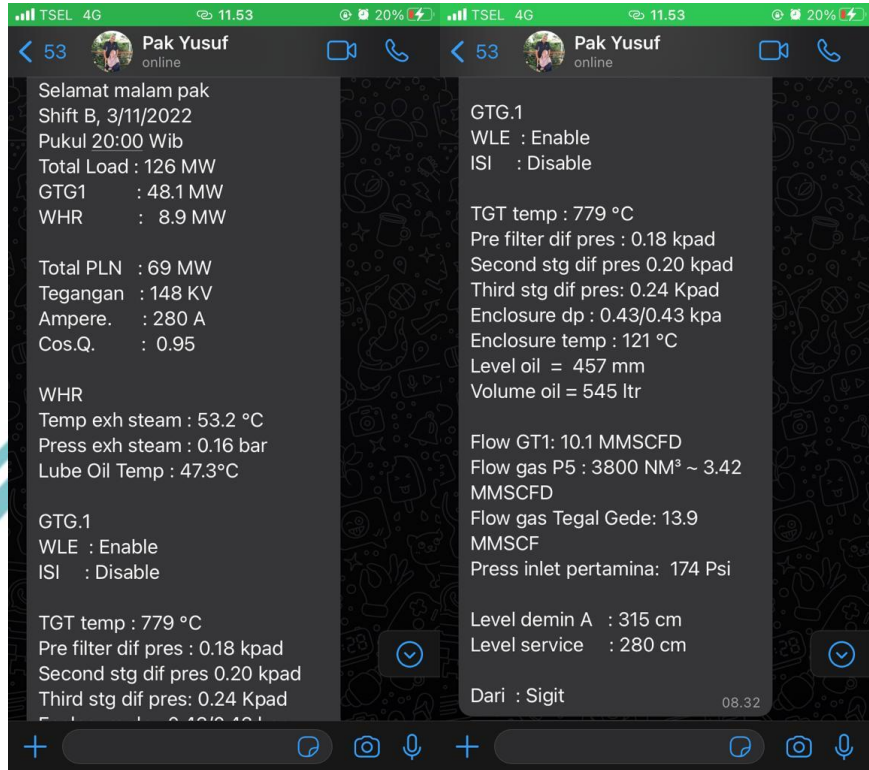 TSEL 4G 11.53 20%
53 Pak Yusuf
online
Selamat malam pak
Shift B, 3/11/2022
Pukul 20:00 Wib
Total Load : 126 MW
GTG1 : 48.1 MW
WHR : 8.9 MW
Total PLN : 69 MW
Tegangan : 148 KV
Ampere. : 280 A
Cos.Q. : 0.95
WHR
Temp exh steam : 53.2 °C
Press exh steam : 0.16 bar
Lube Oil Temp : 47.3°C
GTG.1
WLE : Enable
ISI : Disable
TGT temp : 779 °C
Pre filter dif pres : 0.18 kpad
Second stg dif pres 0.20 kpad
Third stg dif pres: 0.24 Kpad
TSEL 4G 11.53 20%
53 Pak Yusuf
online
GTG.1
WLE : Enable
ISI : Disable
TGT temp : 779 °C
Pre filter dif pres : 0.18 kpad
Second stg dif pres 0.20 kpad
Third stg dif pres: 0.24 Kpad
Enclosure dp : 0.43/0.43 kpa
Enclosure temp : 121 °C
Level oil = 457 mm
Volume oil = 545 ltr
Flow GT1: 10.1 MMSCFD
Flow gas P5 : 3800 NM³ ~ 3.42
MMSCFD
Flow gas Tegal Gede: 13.9
MMSCF
Press inlet pertamina: 174 Psi
Level demin A : 315 cm
Level service : 280 cm
Dari : Sigit
08.32